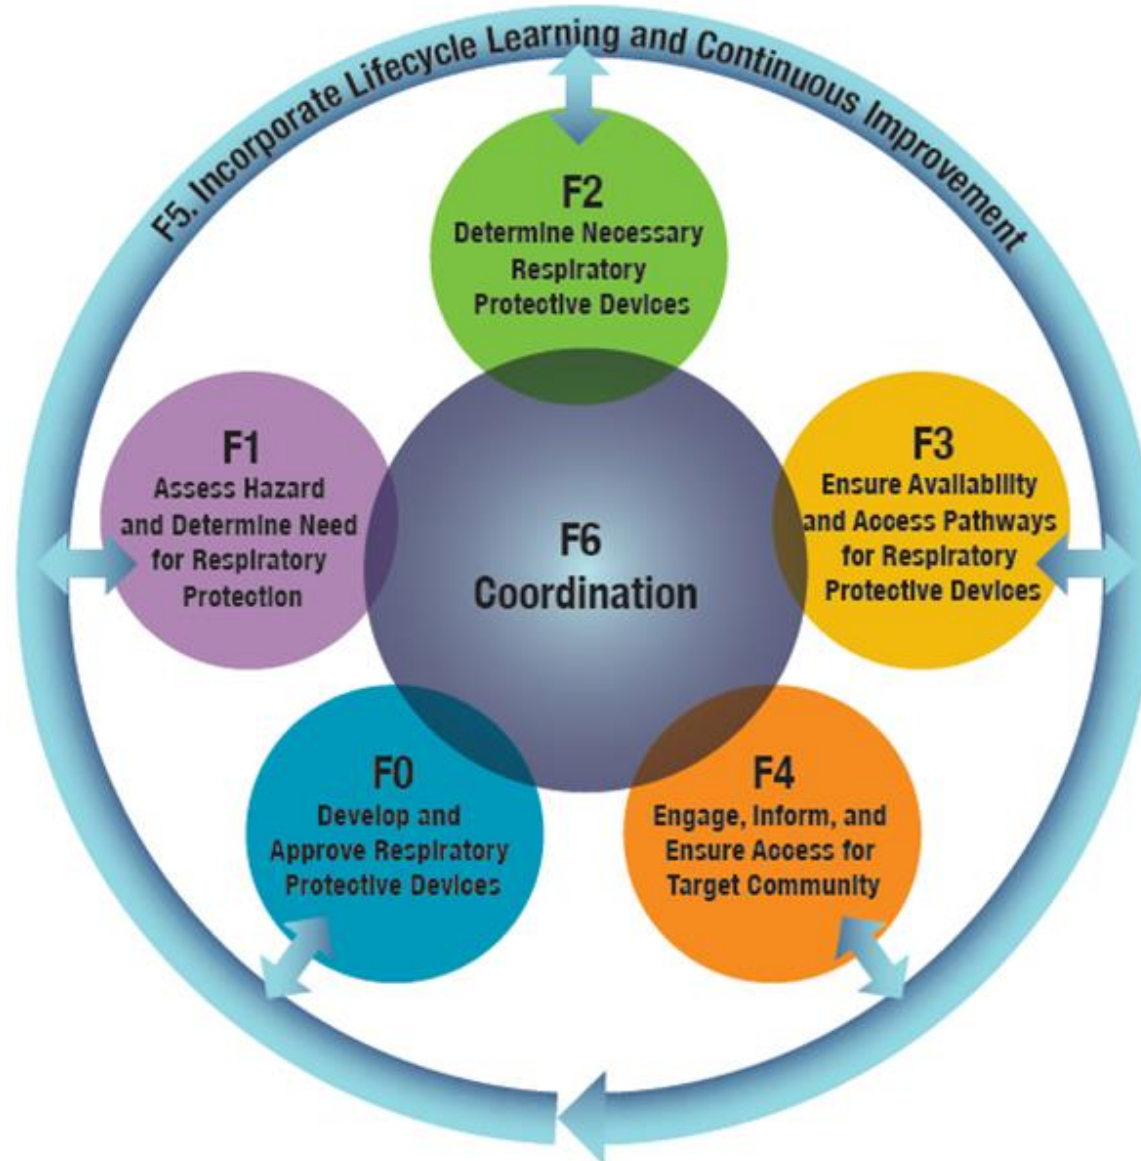 F5. Incorporate Lifecycle Learning and Continuous Improvement
F2
Determine Necessary
Respiratory
Protective Devices
F1
Assess Hazard
and Determine Need
for Respiratory
Protection
F6
Coordination
F3
Ensure Availability
and Access Pathways
for Respiratory
Protective Devices
F0
Develop and
Approve Respiratory
Protective Devices
F4
Engage, Inform, and
Ensure Access for
Target Community